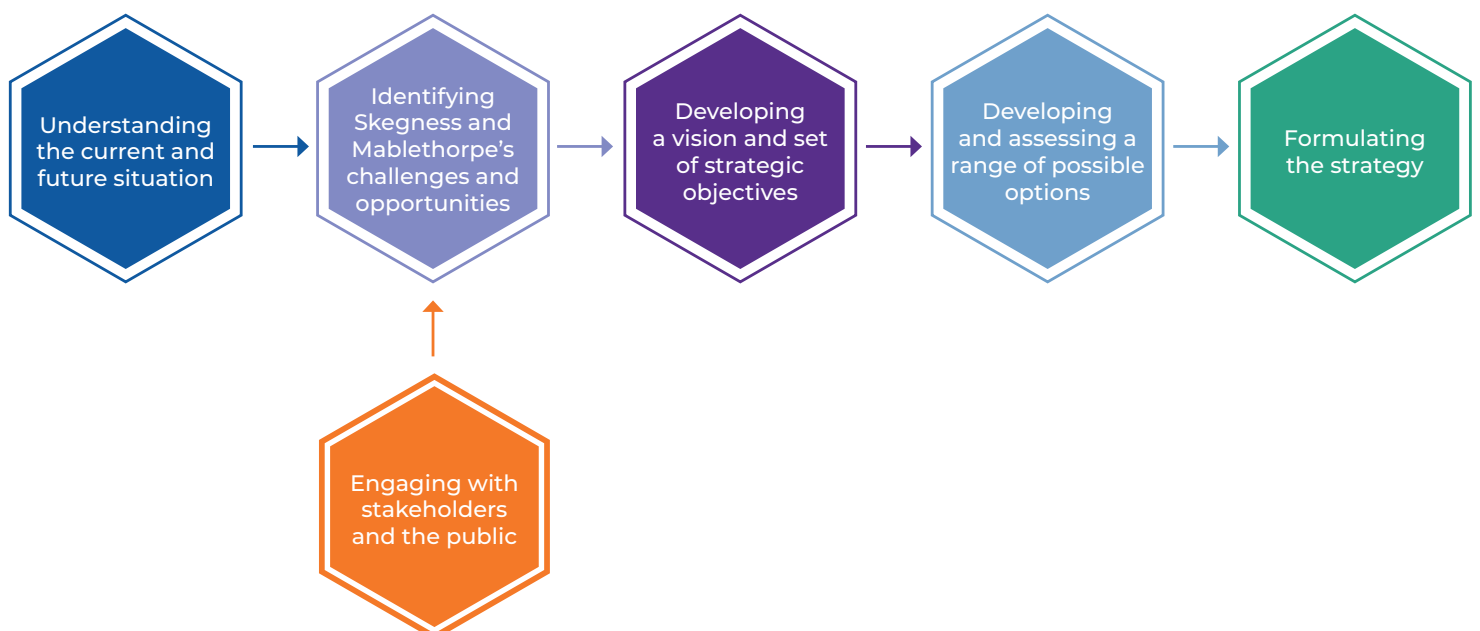 Understanding
the current and
future situation
Identifying
Skegness and
Mablethorpe's
challenges and
opportunities
Developing
a vision and set
of strategic
objectives
Developing
and assessing a
range of possible
options
Formulating
the strategy
Engaging with
stakeholders
and the public